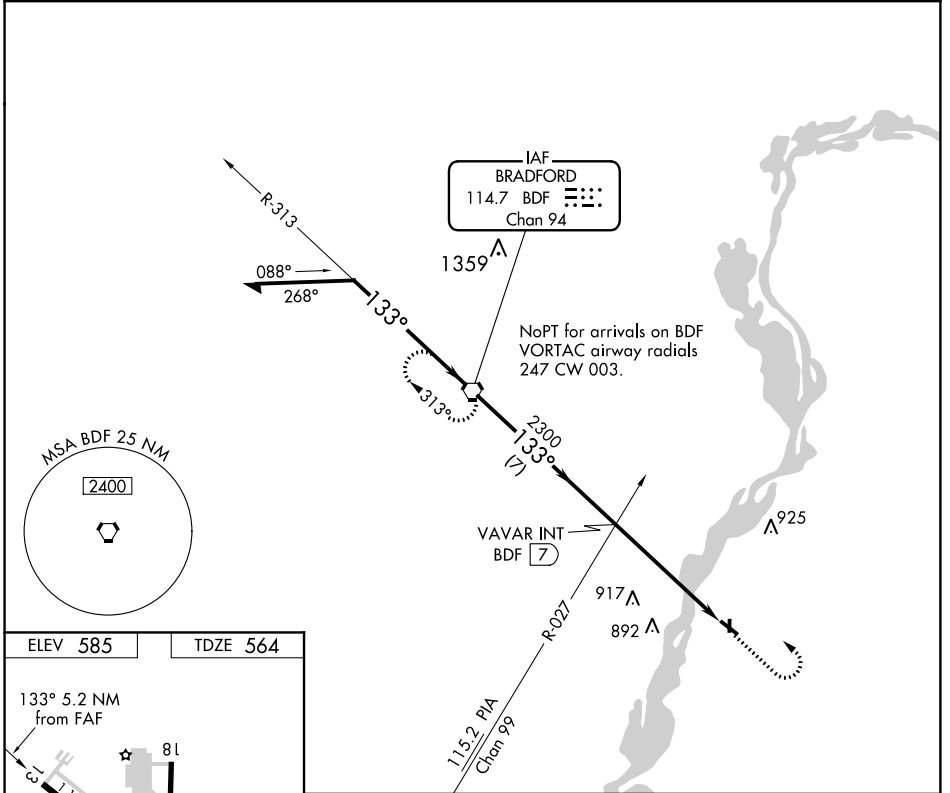 IAF
BRADFORD
114.7 BDF
Chan 94
R-313
1359
088°
268°
133°
NoPT for arrivals on BDF
VORTAC airway radials
247 CW 003.
313°
2300
133°
(7)
MSA BDF 25 NM
2400
VAVAR INT
BDF 7
925
917
892
R-027
115.2 PIA
Chan 99
ELEV 585
TDZE 564
133° 5.2 NM
from FAF
18
13